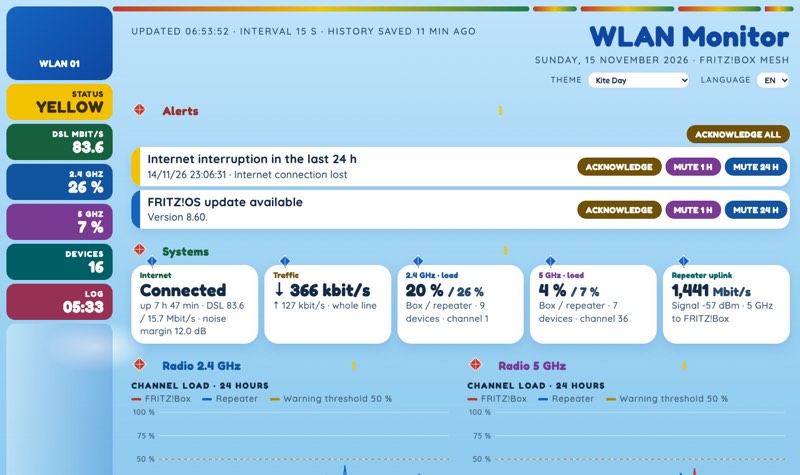 WLAN 01
STATUS
YELLOW
DSL MBIT/S
83.6
2.4 GHZ
26 %
5 GHZ
7 %
DEVICES
16
LOG
05:33
UPDATED 06:53:52 · INTERVAL 15 S · HISTORY SAVED 11 MIN AGO
WLAN Monitor
SUNDAY, 15 NOVEMBER 2026 · FRITZ!BOX MESH
THEME Kite Day LANGUAGE EN
Alerts
ACKNOWLEDGE ALL
Internet interruption in the last 24 h
14/11/26 23:06:31 · Internet connection lost
ACKNOWLEDGE MUTE 1 H MUTE 24 H
FRITZ!OS update available
Version 8.60.
ACKNOWLEDGE MUTE 1 H MUTE 24 H
Systems
Internet
Connected
up 7 h 47 min · DSL 83.6
/ 15.7 Mbit/s · noise
margin 12.0 dB
Traffic
↓ 366 kbit/s
↑ 127 kbit/s · whole line
2.4 GHz · load
20 % / 26 %
Box / repeater · 9
devices · channel 1
5 GHz · load
4 % / 7 %
Box / repeater · 7
devices · channel 36
Repeater uplink
1,441 Mbit/s
Signal -57 dBm · 5 GHz
to FRITZ!Box
Radio 2.4 GHz
CHANNEL LOAD · 24 HOURS
FRITZ!Box Repeater Warning threshold 50 %
100 %
75 %
50 %
Radio 5 GHz
CHANNEL LOAD · 24 HOURS
FRITZ!Box Repeater Warning threshold 50 %
100 %
75 %
50 %